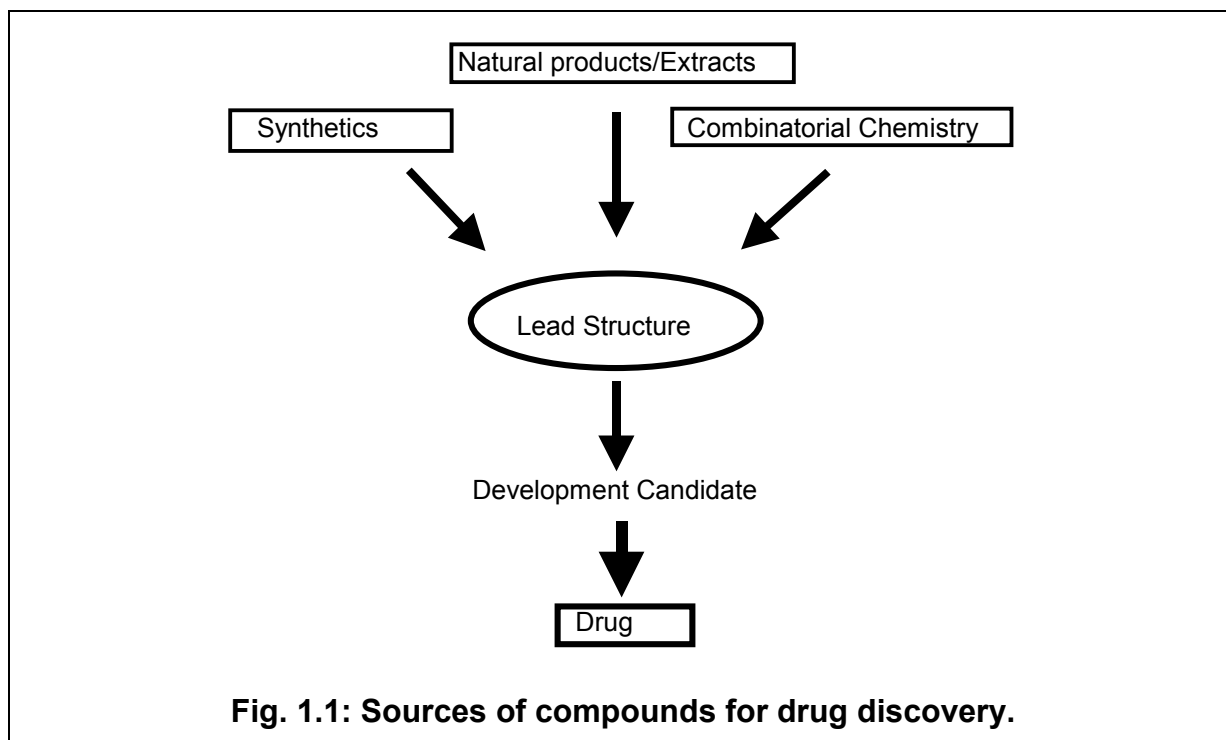 Natural products/Extracts
Synthetics
Combinatorial Chemistry
Lead Structure
Development Candidate
Drug
Fig. 1.1: Sources of compounds for drug discovery.